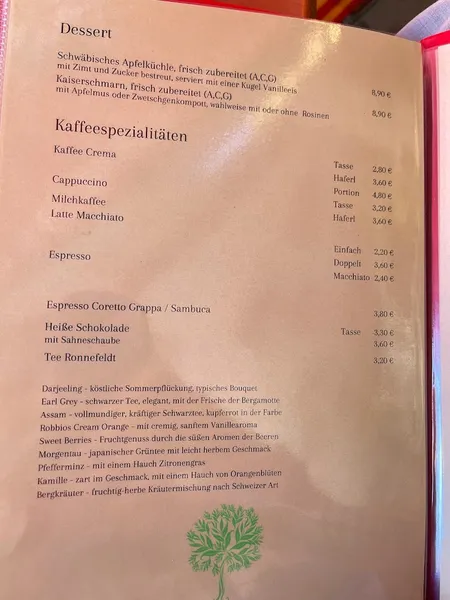 Dessert
Schwäbisches Apfelküchle, frisch zubereitet (A,C,G)
mit Zimt und Zucker bestreut, serviert mit einer Kugel Vanilleeis 8,90 €
Kaiserschmarn, frisch zubereitet (A,C,G)
mit Apfelmus oder Zwetschgenkompott, wahlweise mit oder ohne Rosinen 8,90 €
Kaffeespezialitäten
Kaffee Crema Tasse 2,80 €
Haferl 3,60 €
Cappuccino Portion 4,80 €
Milchkaffee Tasse 3,20 €
Latte Macchiato Haferl 3,60 €
Espresso Einfach 2,20 €
Doppelt 3,60 €
Macchiato 2,40 €
Espresso Coretto Grappa / Sambuca 3,80 €
Heiße Schokolade Tasse 3,30 €
mit Sahneschaube 3,60 €
Tee Ronnefeldt 3,20 €
Darjeeling - köstliche Sommerpflückung, typisches Bouquet
Earl Grey - schwarzer Tee, elegant, mit der Frische der Bergamotte
Assam - vollmundiger, kräftiger Schwarztee, kupferrot in der Farbe
Robbios Cream Orange - mit cremig, sanftem Vanillearoma
Sweet Berries - Fruchtgenuss durch die süßen Aromen der Beeren
Morgentau - japanischer Grüntee mit leicht herbem Geschmack
Pfefferminz - mit einem Hauch Zitronengras
Kamille - zart im Geschmack, mit einem Hauch von Orangenblüten
Bergkräuter - fruchtig-herbe Kräutermischung nach Schweizer Art